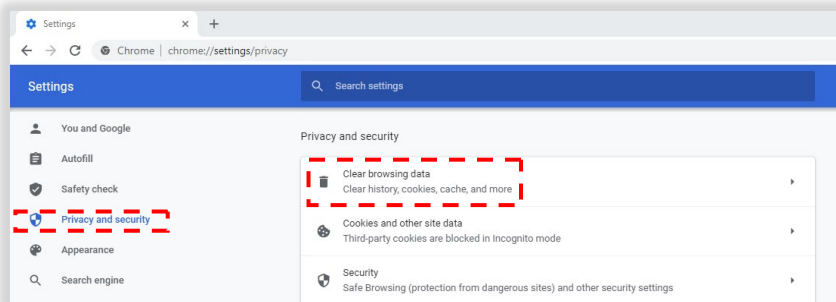 Settings
Chrome | chrome://settings/privacy
Settings
Search settings
You and Google
Autofill
Safety check
Privacy and security
Appearance
Search engine
Privacy and security
Clear browsing data
Clear history, cookies, cache, and more
Cookies and other site data
Third-party cookies are blocked in Incognito mode
Security
Safe Browsing (protection from dangerous sites) and other security settings